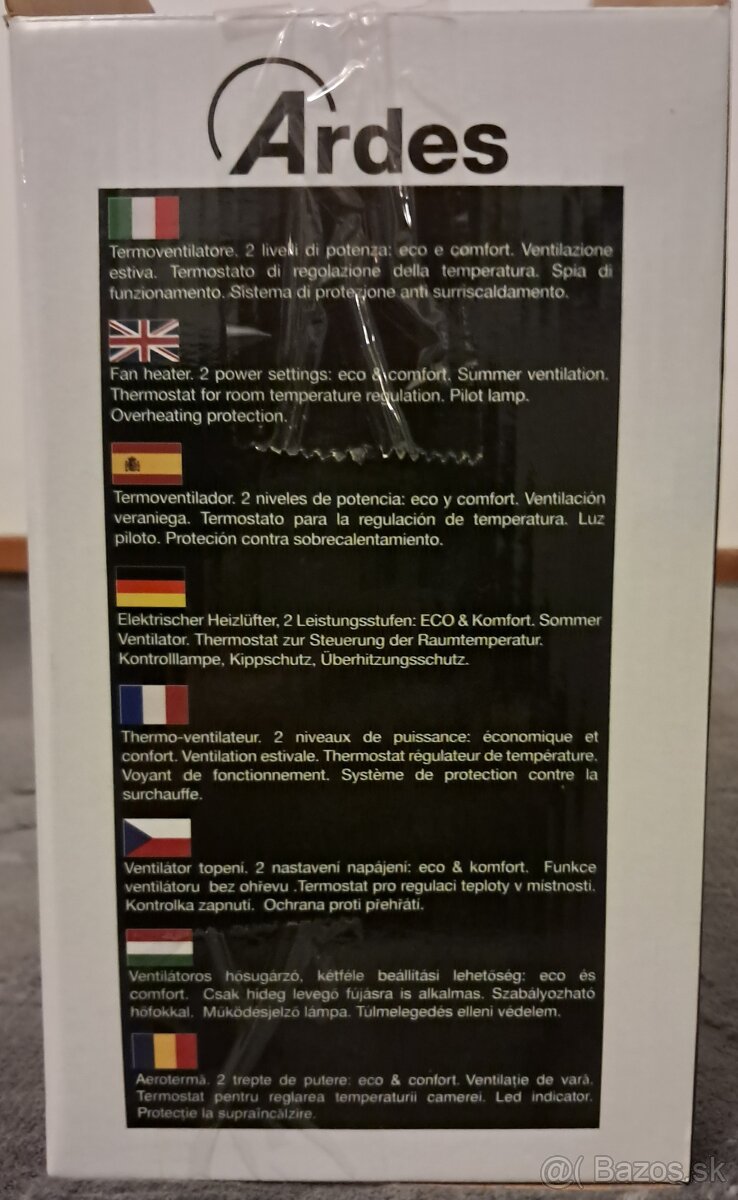 Ardes
Termoventilatore. 2 livelli di potenza: eco e comfort. Ventilazione
estiva. Termostato di regolazione della temperatura. Spia di
funzionamento. Sistema di protezione anti surriscaldamento.
Fan heater. 2 power settings: eco & comfort. Summer ventilation.
Thermostat for room temperature regulation. Pilot lamp.
Overheating protection.
Termoventilador. 2 niveles de potencia: eco y comfort. Ventilación
veraniega. Termostato para la regulación de temperatura. Luz
piloto. Proteción contra sobrecalentamiento.
Elektrischer Heizlüfter, 2 Leistungsstufen: ECO & Komfort. Sommer
Ventilator. Thermostat zur Steuerung der Raumtemperatur.
Kontrolllampe, Kippschutz, Überhitzungsschutz.
Thermo-ventilateur. 2 niveaux de puissance: économique et
confort. Ventilation estivale. Thermostat régulateur de température.
Voyant de fonctionnement. Système de protection contre la
surchauffe.
Ventilátor topení. 2 nastavení napájení: eco & komfort. Funkce
ventilátoru bez ohřevu .Termostat pro regulaci teploty v místnosti.
Kontrolka zapnutí. Ochrana proti přehřátí.
Ventilátoros hősugárzó, kétféle beállítási lehetőség: eco és
comfort. Csak hideg levegő fújásra is alkalmas. Szabályozható
hőfokkal. Működésjelző lámpa. Túlmelegedés elleni védelem.
Aerotermă. 2 trepte de putere: eco & confort. Ventilație de vară.
Termostat pentru reglarea temperaturii camerei. Led indicator.
Protecție la supraîncălzire.
@( Bazos.sk